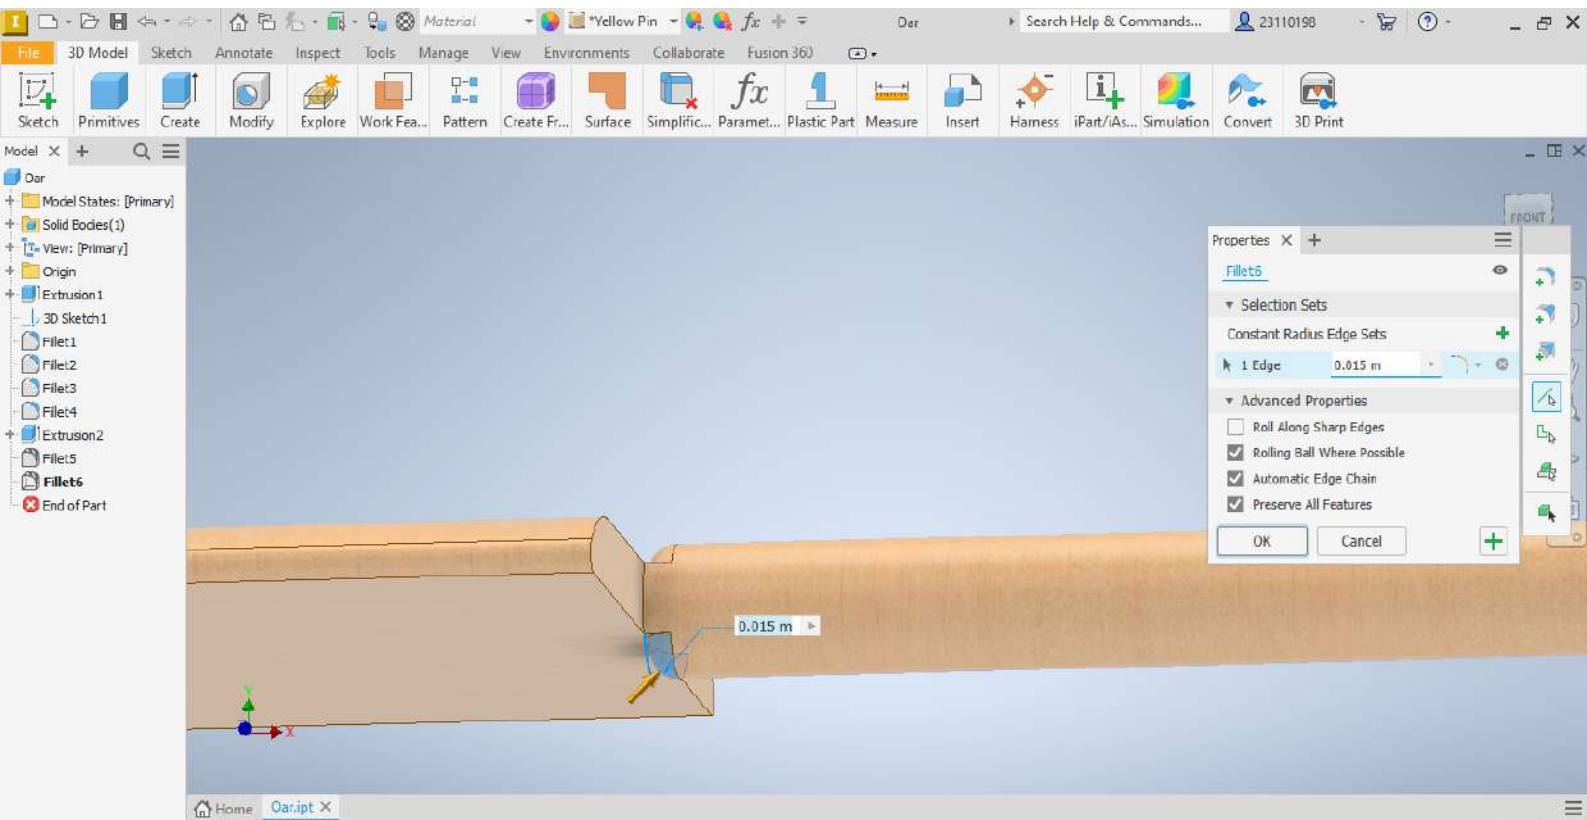 Material
*Yellow Pin
fx
Oar
Search Help & Commands...
23110198
File 3D Model Sketch Annotate Inspect Tools Manage View Environments Collaborate Fusion 360
fx
Sketch Primitives Create Modify Explore Work Fea... Pattern Create Fr... Surface Simplific... Paramet... Plastic Part Measure Insert Harness iPart/iAs... Simulation Convert 3D Print
Model
Oar
Model States: [Primary]
Solid Bodies(1)
View: [Primary]
Origin
Extrusion1
3D Sketch1
Fillet1
Fillet2
Fillet3
Fillet4
Extrusion2
Fillet5
Fillet6
End of Part
FRONT
Properties
Fillet6
Selection Sets
Constant Radius Edge Sets
1 Edge 0.015 m
Advanced Properties
Roll Along Sharp Edges
Rolling Ball Where Possible
Automatic Edge Chain
Preserve All Features
OK Cancel
0.015 m
Y
X
Home Oar.ipt